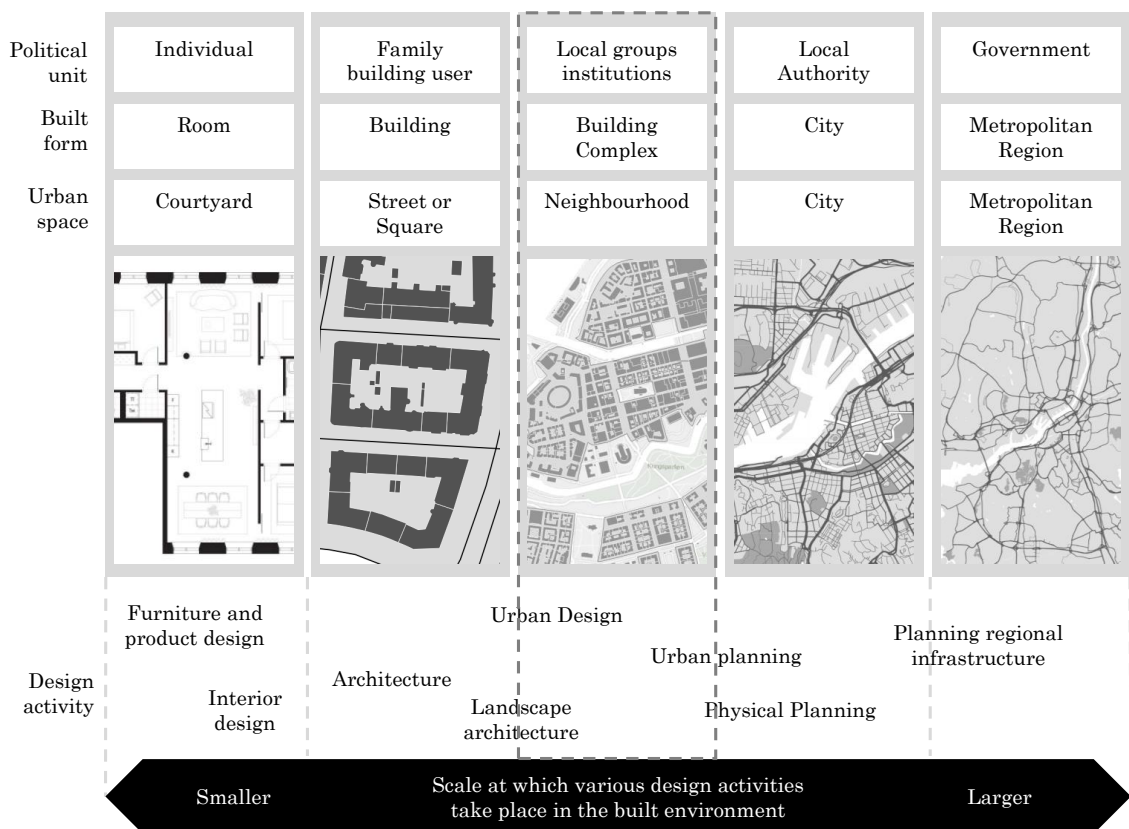 Political
unit
Individual
Family
building user
Local groups
institutions
Local
Authority
Government
Built
form
Room
Building
Building
Complex
City
Metropolitan
Region
Urban
space
Courtyard
Street or
Square
Neighbourhood
City
Metropolitan
Region
Design
activity
Furniture and
product design
Interior
design
Architecture
Urban Design
Landscape
architecture
Urban planning
Physical Planning
Planning regional
infrastructure
Smaller
Scale at which various design activities
take place in the built environment
Larger